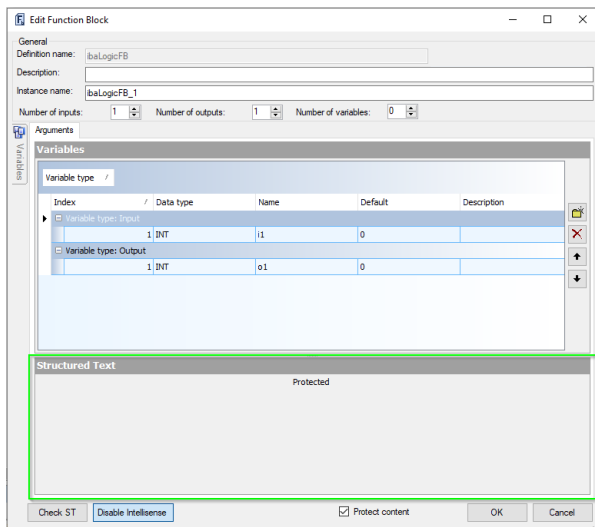 Edit Function Block
General
Definition name: ibaLogicFB
Description:
Instance name: ibaLogicFB_1
Number of inputs: 1 Number of outputs: 1 Number of variables: 0
Variables
Arguments
Variables
Variable type /
Index / Data type Name Default Description
Variable type: Input
1 INT i1 0
Variable type: Output
1 INT o1 0
Structured Text
Protected
Check ST Disable Intellisense Protect content OK Cancel